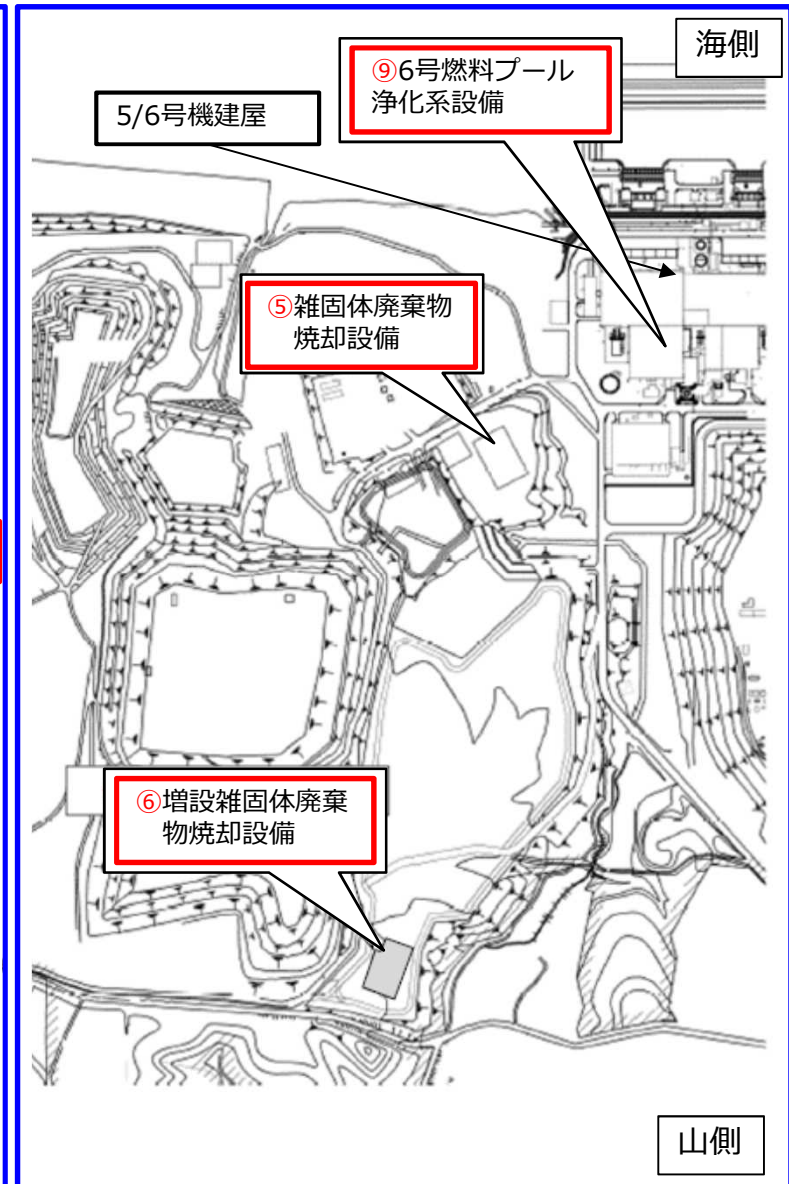 海側
⑨6号燃料プール
浄化系設備
5/6号機建屋
⑤雑固体廃棄物
焼却設備
⑥増設雑固体廃棄
物焼却設備
山側